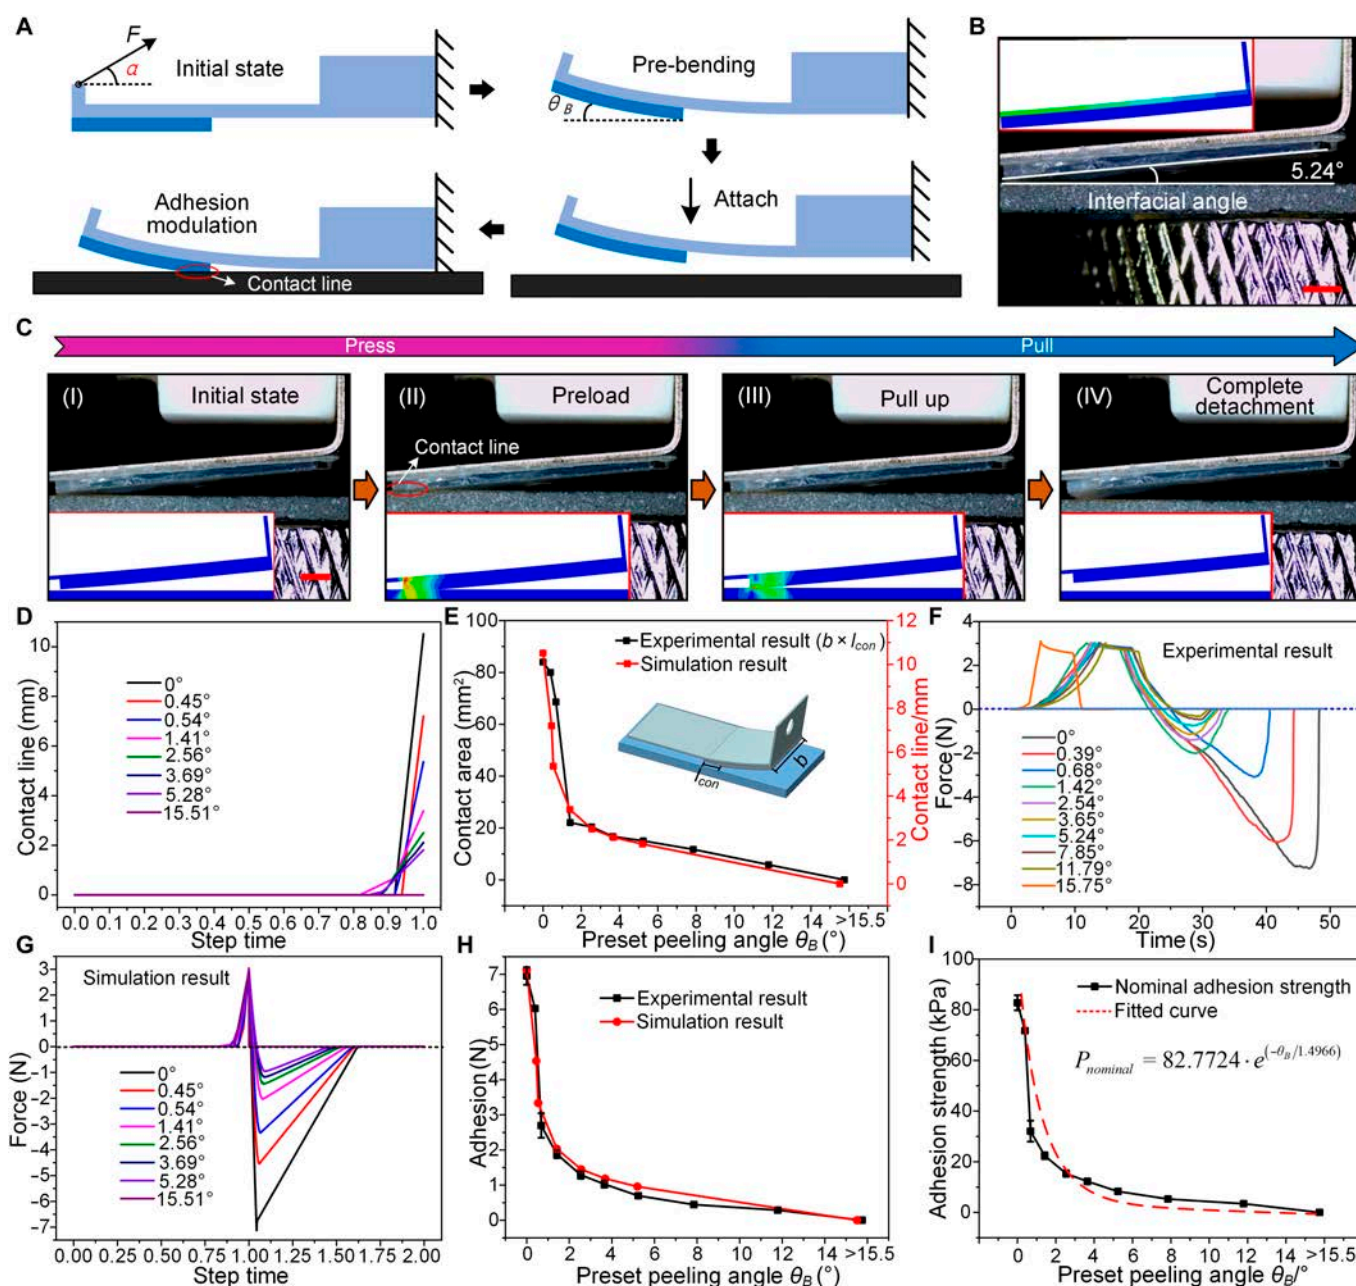 A
F
α
Initial state
Pre-bending
θ_B
Attach
Adhesion
modulation
Contact line
B
5.24°
Interfacial angle
C
Press
Pull
(I)
Initial state
(II)
Preload
Contact line
(III)
Pull up
(IV)
Complete
detachment
D
Contact line (mm)
10
8
6
4
2
0
0°
0.45°
0.54°
1.41°
2.56°
3.69°
5.28°
15.51°
0.0 0.1 0.2 0.3 0.4 0.5 0.6 0.7 0.8 0.9 1.0
Step time
E
Contact area (mm²)
100
80
60
40
20
0
Experimental result (b × l_con)
Simulation result
l_con
b
12
10
8
6
4
2
0
Contact line/mm
0 2 4 6 8 10 12 14 >15.5
Preset peeling angle θ_B (°)
F
Force (N)
4
2
0
−2
−4
−6
−8
Experimental result
0°
0.39°
0.68°
1.42°
2.54°
3.65°
5.24°
7.85°
11.79°
15.75°
0 10 20 30 40 50
Time (s)
G
Force (N)
3
2
1
0
−1
−2
−3
−4
−5
−6
−7
Simulation result
0°
0.45°
0.54°
1.41°
2.56°
3.69°
5.28°
15.51°
0.00 0.25 0.50 0.75 1.00 1.25 1.50 1.75 2.00
Step time
H
Adhesion (N)
7
6
5
4
3
2
1
0
Experimental result
Simulation result
0 2 4 6 8 10 12 14 >15.5
Preset peeling angle θ_B (°)
I
Adhesion strength (kPa)
100
80
60
40
20
0
Nominal adhesion strength
Fitted curve
P_nominal = 82.7724 · e^(−θ_B/1.4966)
0 2 4 6 8 10 12 14 >15.5
Preset peeling angle θ_B/°